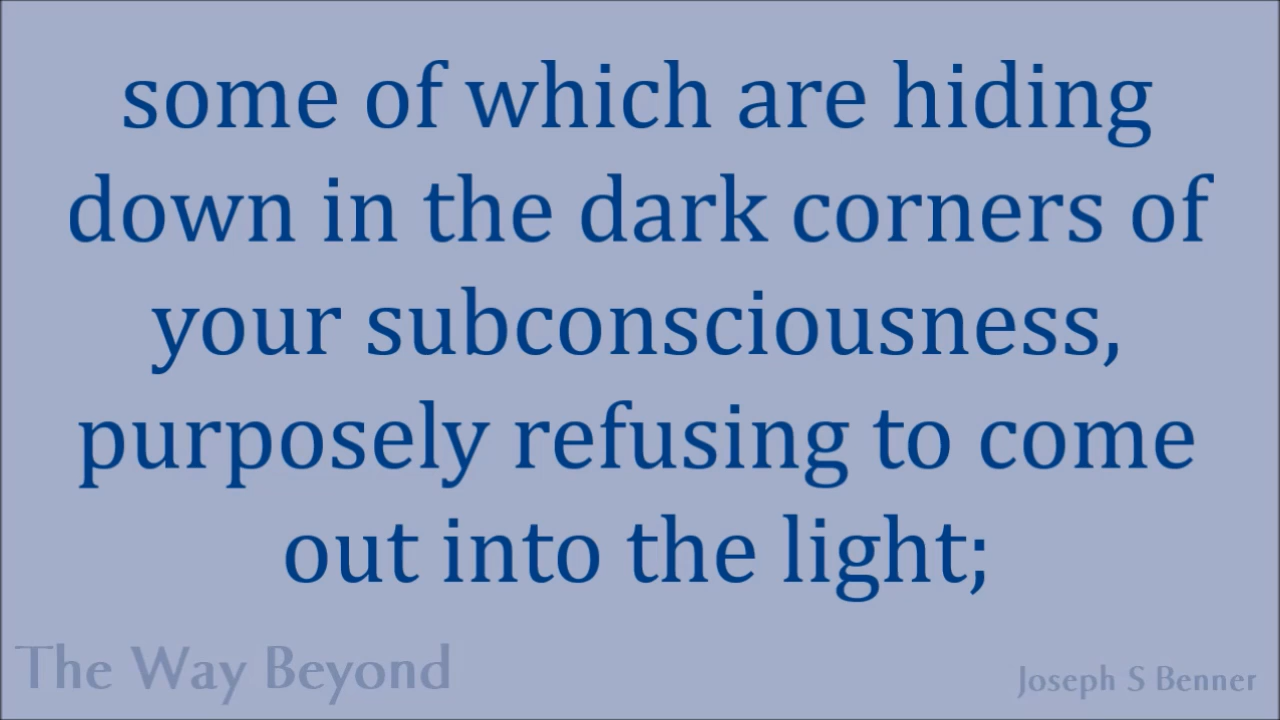 some of which are hiding
down in the dark corners of
your subconsciousness,
purposely refusing to come
out into the light;
The Way Beyond
Joseph S Benner